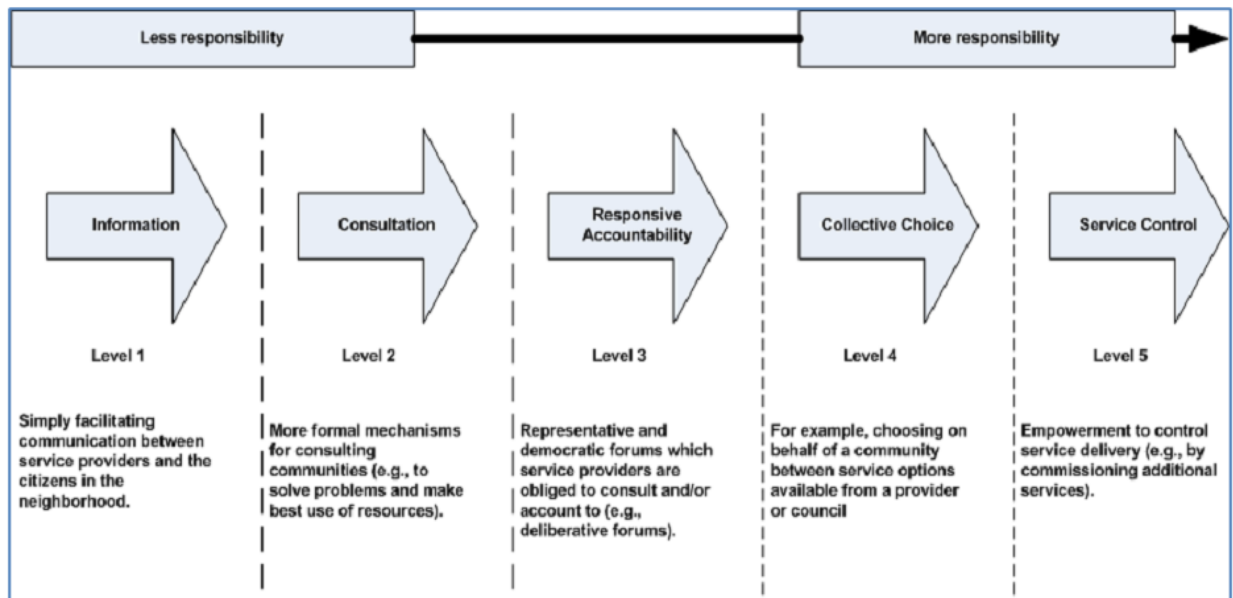 Less responsibility
More responsibility
Information
Consultation
Responsive
Accountability
Collective Choice
Service Control
Level 1
Level 2
Level 3
Level 4
Level 5
Simply facilitating
communication between
service providers and the
citizens in the
neighborhood.
More formal mechanisms
for consulting
communities (e.g., to
solve problems and make
best use of resources).
Representative and
democratic forums which
service providers are
obliged to consult and/or
account to (e.g.,
deliberative forums).
For example, choosing on
behalf of a community
between service options
available from a provider
or council
Empowerment to control
service delivery (e.g., by
commissioning additional
services).